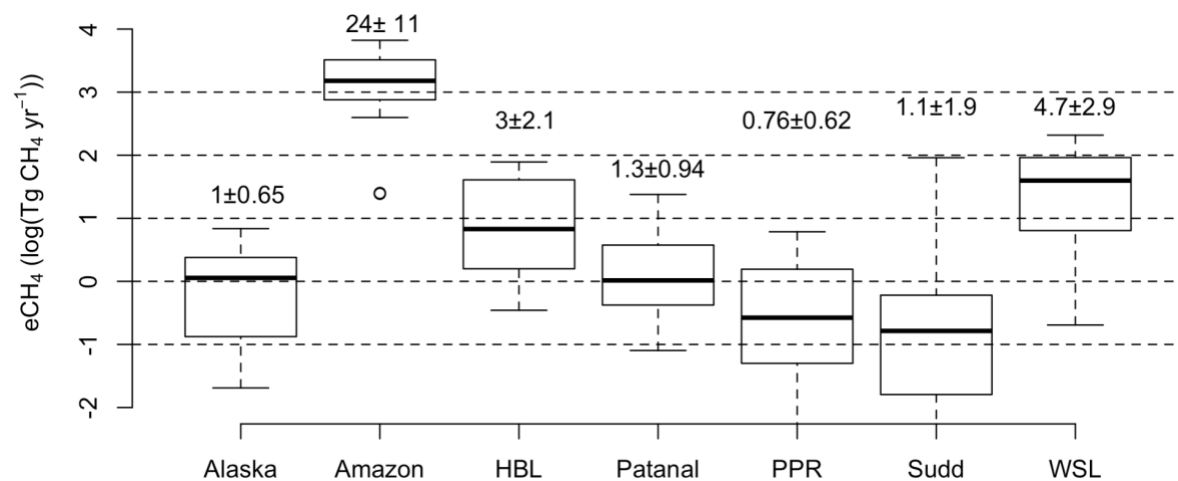 eCH₄ (log(Tg CH₄ yr⁻¹))
4
3
2
1
0
-1
-2
1±0.65
24± 11
3±2.1
1.3±0.94
0.76±0.62
1.1±1.9
4.7±2.9
Alaska
Amazon
HBL
Patanal
PPR
Sudd
WSL